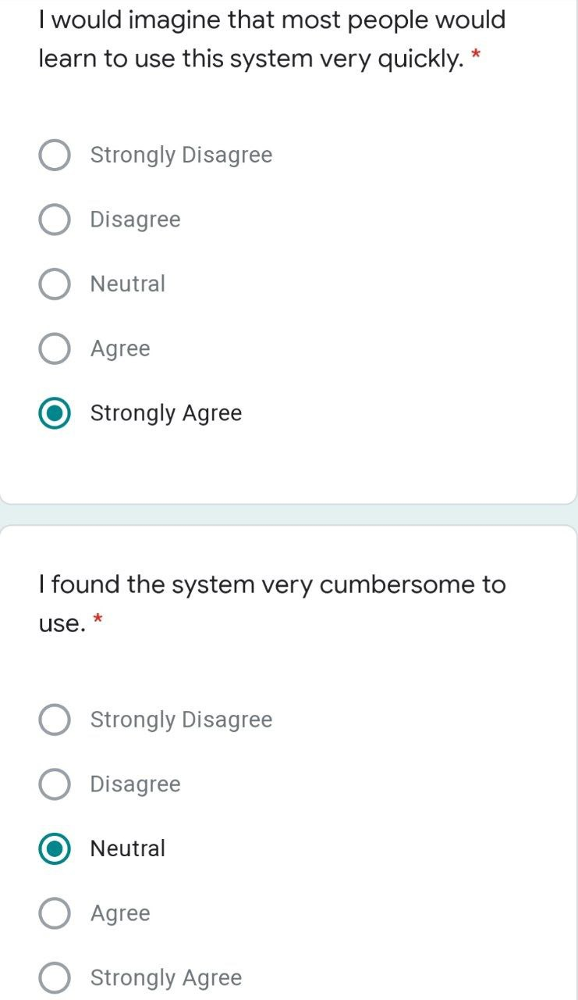 I would imagine that most people would
learn to use this system very quickly. *
Strongly Disagree
Disagree
Neutral
Agree
Strongly Agree
I found the system very cumbersome to
use. *
Strongly Disagree
Disagree
Neutral
Agree
Strongly Agree